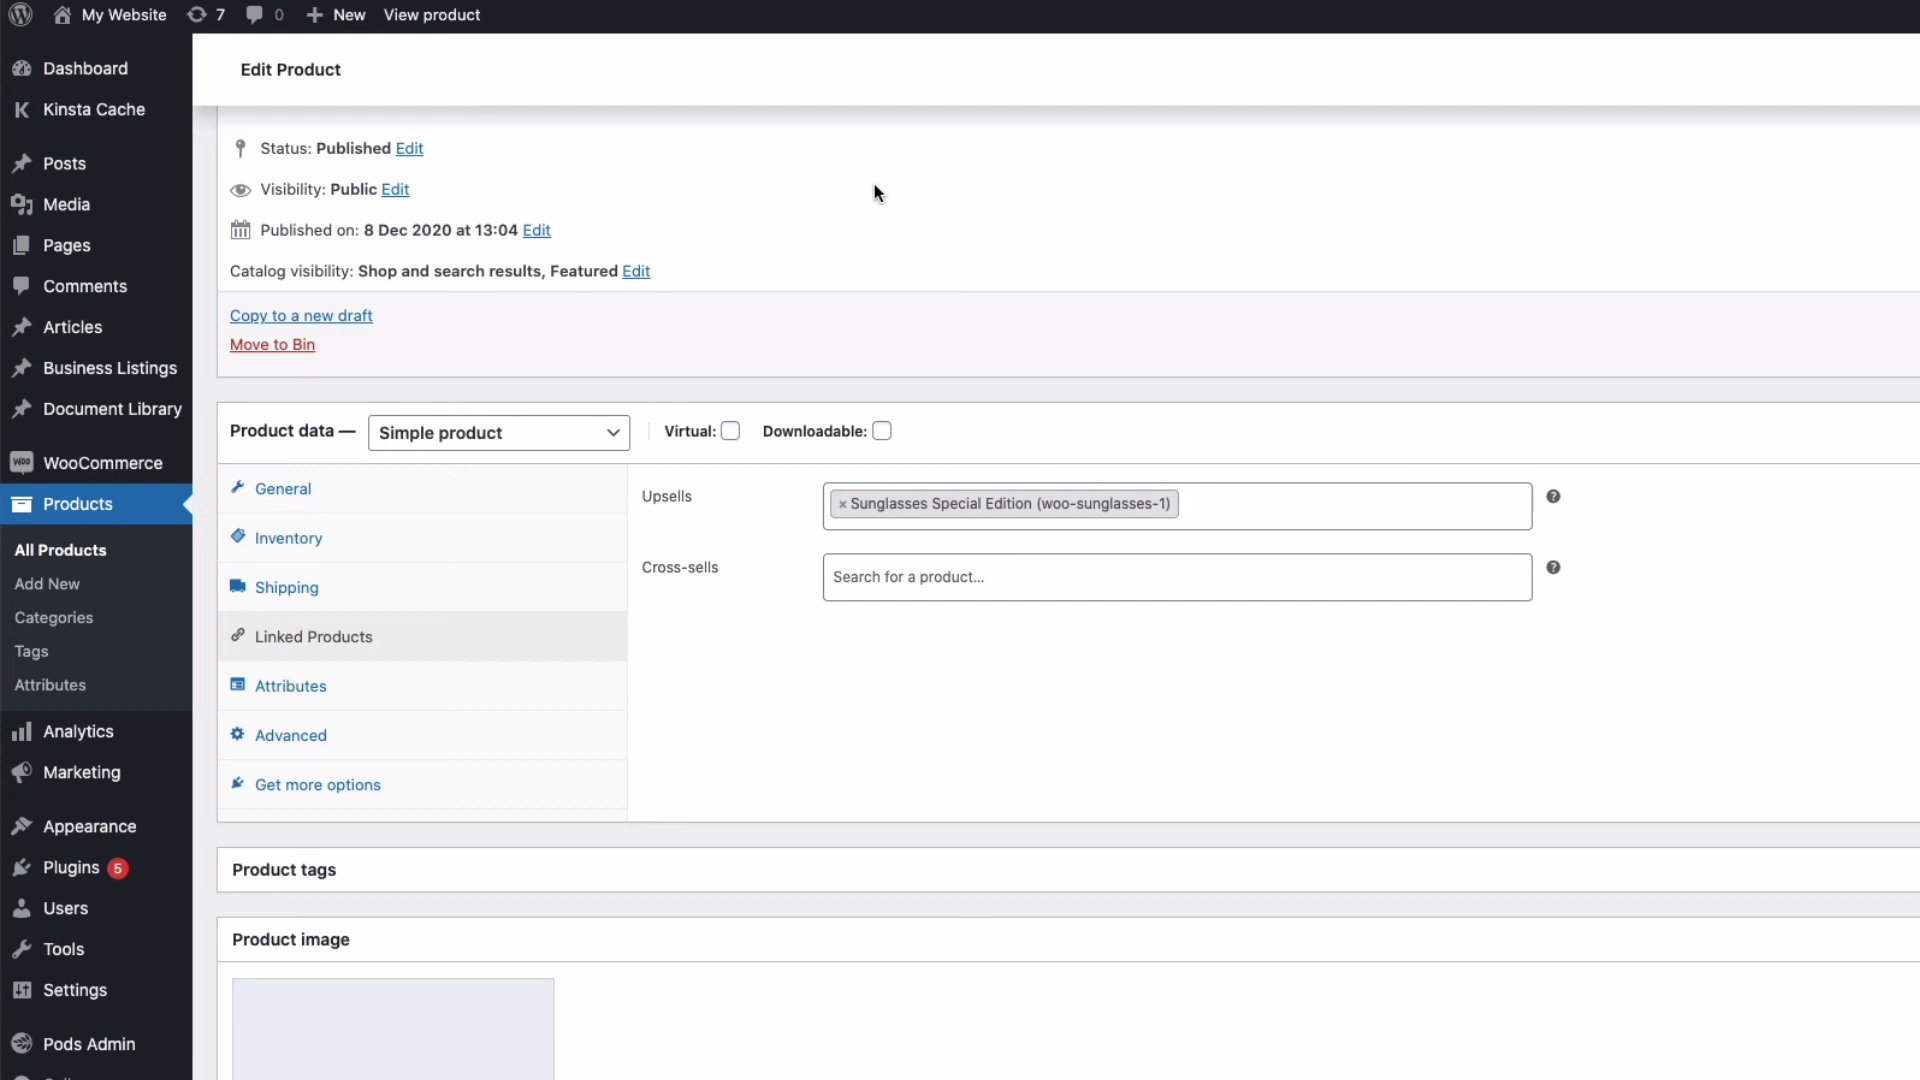 My Website 7 0 New View product
Dashboard
Kinsta Cache
Posts
Media
Pages
Comments
Articles
Business Listings
Document Library
WooCommerce
Products
All Products
Add New
Categories
Tags
Attributes
Analytics
Marketing
Appearance
Plugins 5
Users
Tools
Settings
Pods Admin
Edit Product
Status: Published Edit
Visibility: Public Edit
Published on: 8 Dec 2020 at 13:04 Edit
Catalog visibility: Shop and search results, Featured Edit
Copy to a new draft
Move to Bin
Product data — Simple product Virtual: Downloadable:
General
Inventory
Shipping
Linked Products
Attributes
Advanced
Get more options
Upsells × Sunglasses Special Edition (woo-sunglasses-1) ?
Cross-sells Search for a product... ?
Product tags
Product image